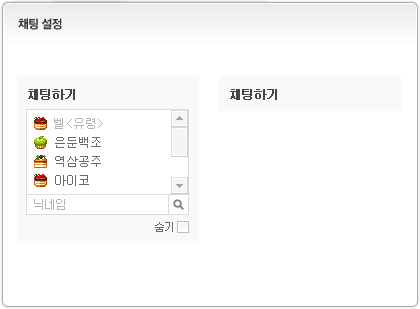 채팅 설정
채팅하기
벨<유령>
은둔백조
역삼공주
아이코
닉네임
숨기
채팅하기